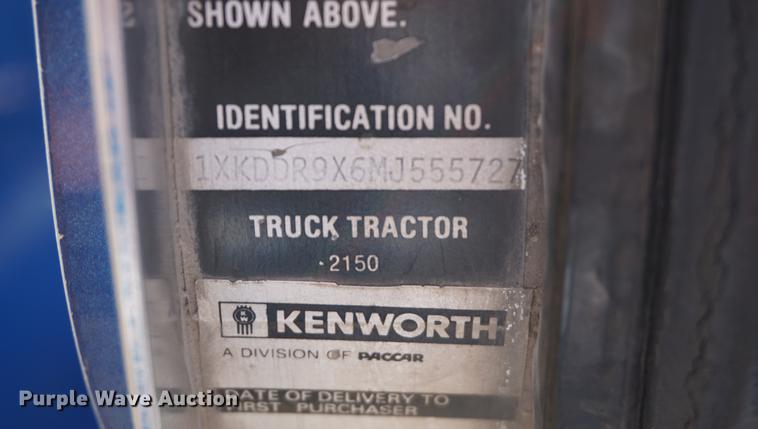 SHOWN ABOVE.
IDENTIFICATION NO.
1XKDDR9X6MJ555727
TRUCK TRACTOR
·2150
KENWORTH
A DIVISION OF PACCAR
DATE OF DELIVERY TO
FIRST PURCHASER
Purple Wave Auction